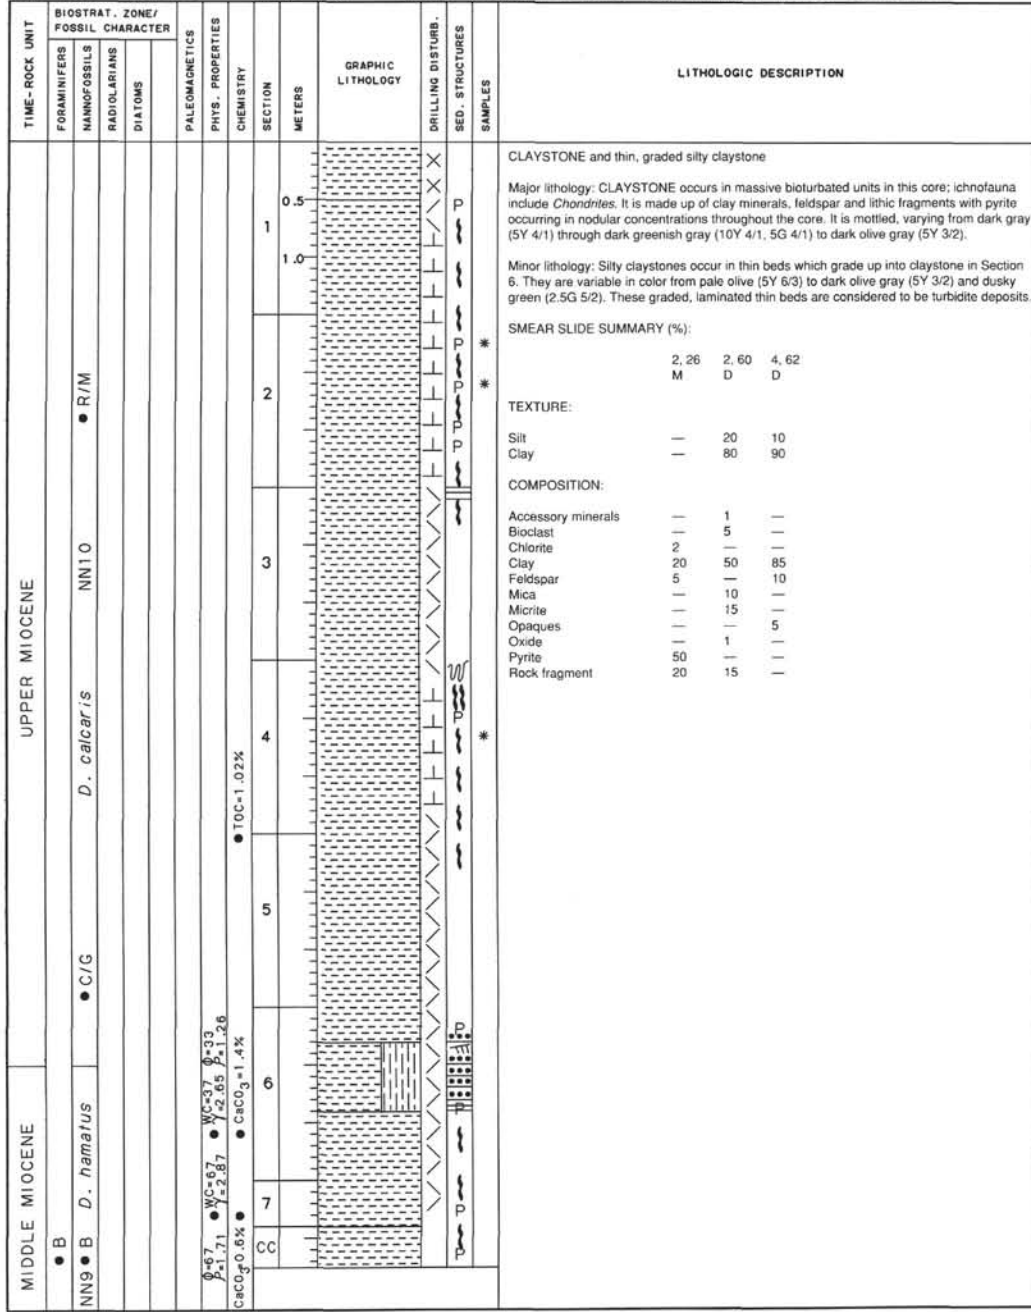 TIME-ROCK UNIT
BIOSTRAT. ZONE/
FOSSIL CHARACTER
FORAMINIFERS
NANNOFOSSILS
RADIOLARIANS
DIATOMS
PALEOMAGNETICS
PHYS. PROPERTIES
CHEMISTRY
SECTION
METERS
GRAPHIC
LITHOLOGY
DRILLING DISTURB.
SED. STRUCTURES
SAMPLES
LITHOLOGIC DESCRIPTION
UPPER MIOCENE
MIDDLE MIOCENE
● B
● R/M
NN10
D. calcaris
● C/G
D. hamatus
NN9 ● B
Φ=33
ρ=1.26
● WC=37
γ=2.65
● WC=67
γ=2.87
Φ=67
ρ=1.71
● TOC=1.02%
● CaCO3=1.4%
CaCO3=0.6% ●
1
2
3
4
5
6
7
CC
0.5
1.0
X
X
P
P
P
P
P
P
P
P
P
P
*
*
*
CLAYSTONE and thin, graded silty claystone
Major lithology: CLAYSTONE occurs in massive bioturbated units in this core; ichnofauna
include Chondrites. It is made up of clay minerals, feldspar and lithic fragments with pyrite
occurring in nodular concentrations throughout the core. It is mottled, varying from dark gray
(5Y 4/1) through dark greenish gray (10Y 4/1, 5G 4/1) to dark olive gray (5Y 3/2).
Minor lithology: Silty claystones occur in thin beds which grade up into claystone in Section
6. They are variable in color from pale olive (5Y 6/3) to dark olive gray (5Y 3/2) and dusky
green (2.5G 5/2). These graded, laminated thin beds are considered to be turbidite deposits.
SMEAR SLIDE SUMMARY (%):
2, 26 2, 60 4, 62
M D D
TEXTURE:
Silt — 20 10
Clay — 80 90
COMPOSITION:
Accessory minerals — 1 —
Bioclast — 5 —
Chlorite 2 — —
Clay 20 50 85
Feldspar 5 — 10
Mica — 10 —
Micrite — 15 —
Opaques — — 5
Oxide — 1 —
Pyrite 50 — —
Rock fragment 20 15 —